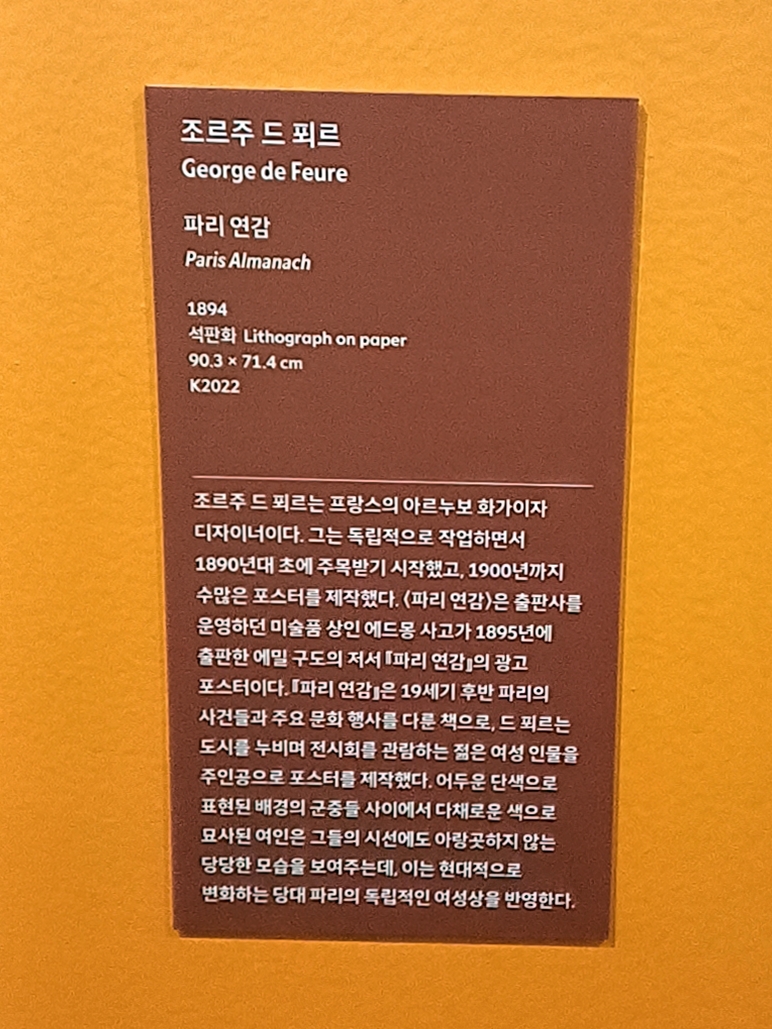 조르주 드 푀르
George de Feure
파리 연감
Paris Almanach
1894
석판화 Lithograph on paper
90.3 × 71.4 cm
K2022
조르주 드 푀르는 프랑스의 아르누보 화가이자
디자이너이다. 그는 독립적으로 작업하면서
1890년대 초에 주목받기 시작했고, 1900년까지
수많은 포스터를 제작했다. 〈파리 연감〉은 출판사를
운영하던 미술품 상인 에드몽 사고가 1895년에
출판한 에밀 구도의 저서 『파리 연감』의 광고
포스터이다. 『파리 연감』은 19세기 후반 파리의
사건들과 주요 문화 행사를 다룬 책으로, 드 푀르는
도시를 누비며 전시회를 관람하는 젊은 여성 인물을
주인공으로 포스터를 제작했다. 어두운 단색으로
표현된 배경의 군중들 사이에서 다채로운 색으로
묘사된 여인은 그들의 시선에도 아랑곳하지 않는
당당한 모습을 보여주는데, 이는 현대적으로
변화하는 당대 파리의 독립적인 여성상을 반영한다.